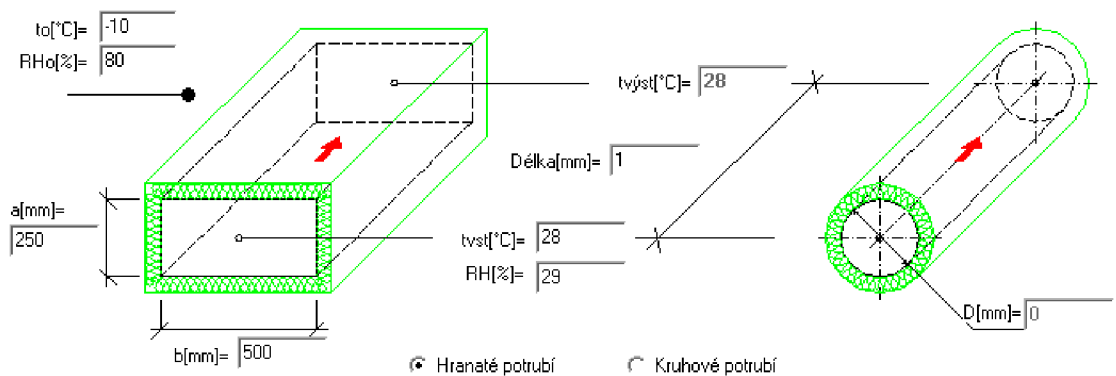 to[°C]= -10
RHo[%]= 80
tvýst[°C]= 28
Délka[mm]= 1
a[mm]=
250
tvst[°C]= 28
RH[%]= 29
D[mm]= 0
b[mm]= 500
Hranaté potrubí
Kruhové potrubí